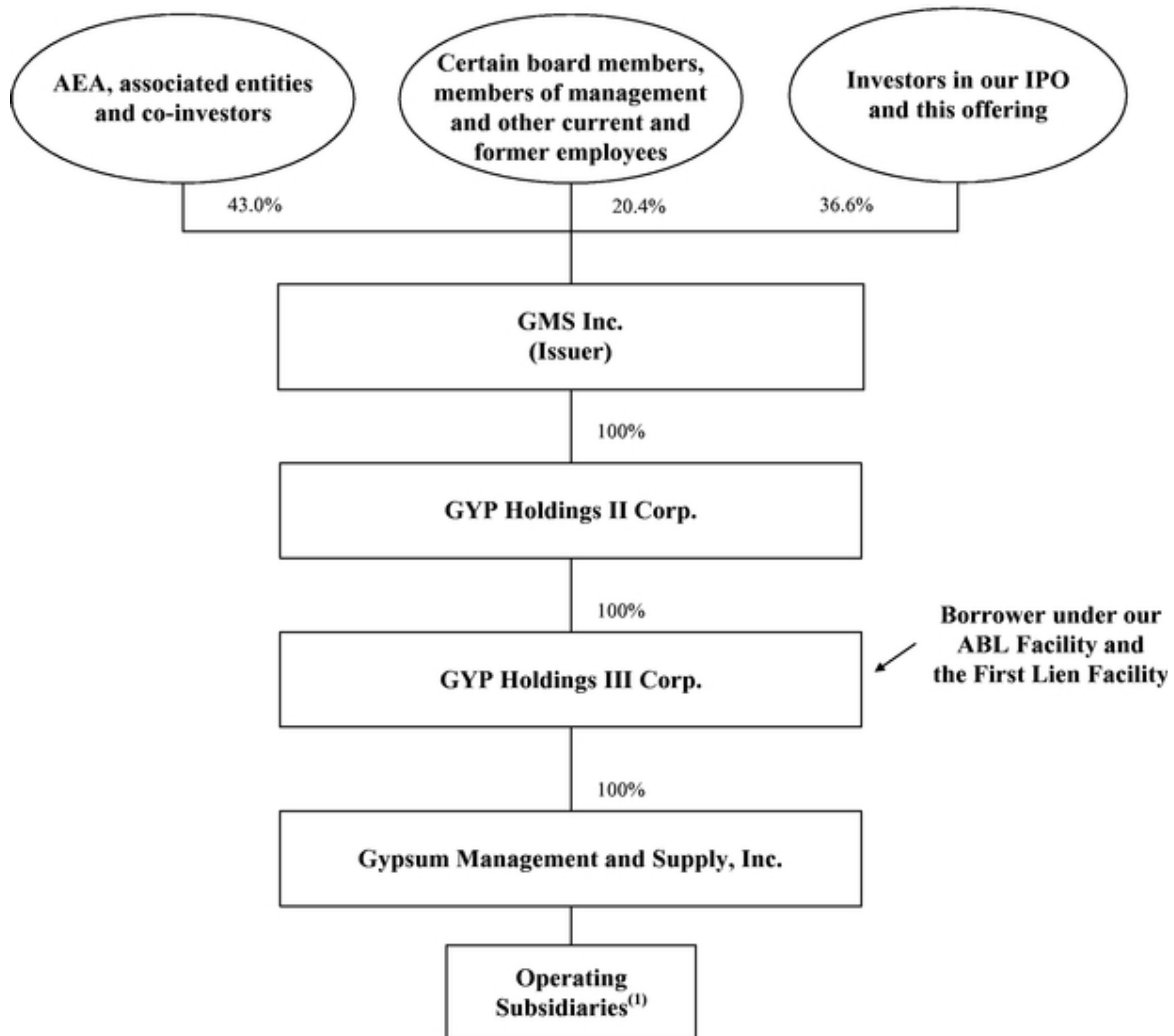 AEA, associated entities
and co-investors
Certain board members,
members of management
and other current and
former employees
Investors in our IPO
and this offering
43.0%
20.4%
36.6%
GMS Inc.
(Issuer)
100%
GYP Holdings II Corp.
100%
GYP Holdings III Corp.
Borrower under our
ABL Facility and
the First Lien Facility
100%
Gypsum Management and Supply, Inc.
Operating
Subsidiaries(1)